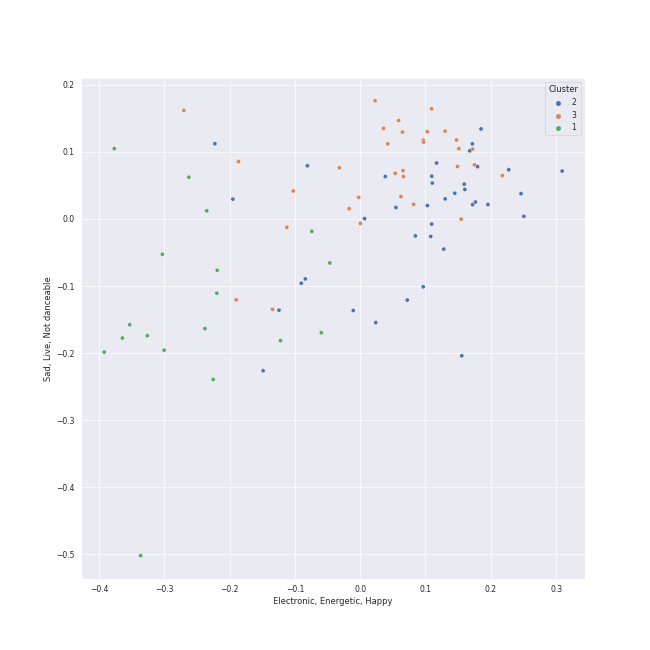 Cluster
2
3
1
0.2
0.1
0.0
−0.1
−0.2
−0.3
−0.4
−0.5
Sad, Live, Not danceable
−0.4 −0.3 −0.2 −0.1 0.0 0.1 0.2 0.3
Electronic, Energetic, Happy